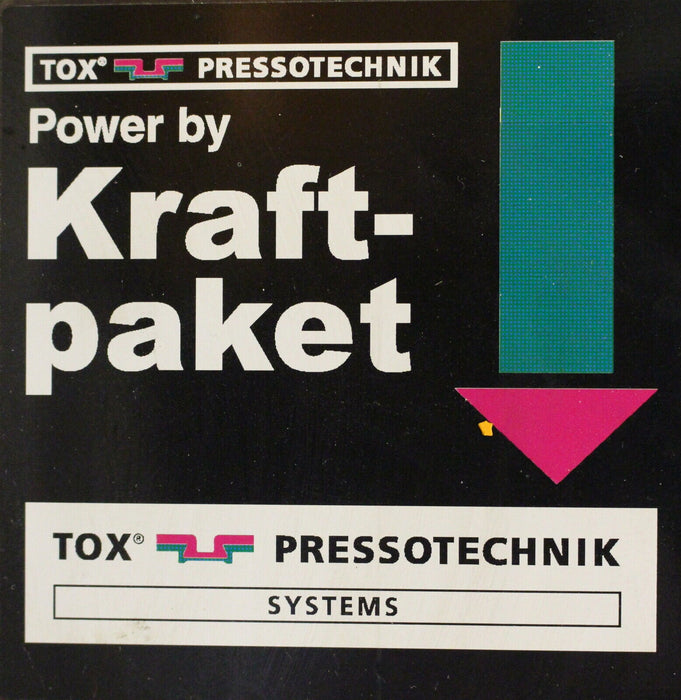 TOX® PRESSOTECHNIK
Power by
Kraft-
paket
TOX® PRESSOTECHNIK
SYSTEMS